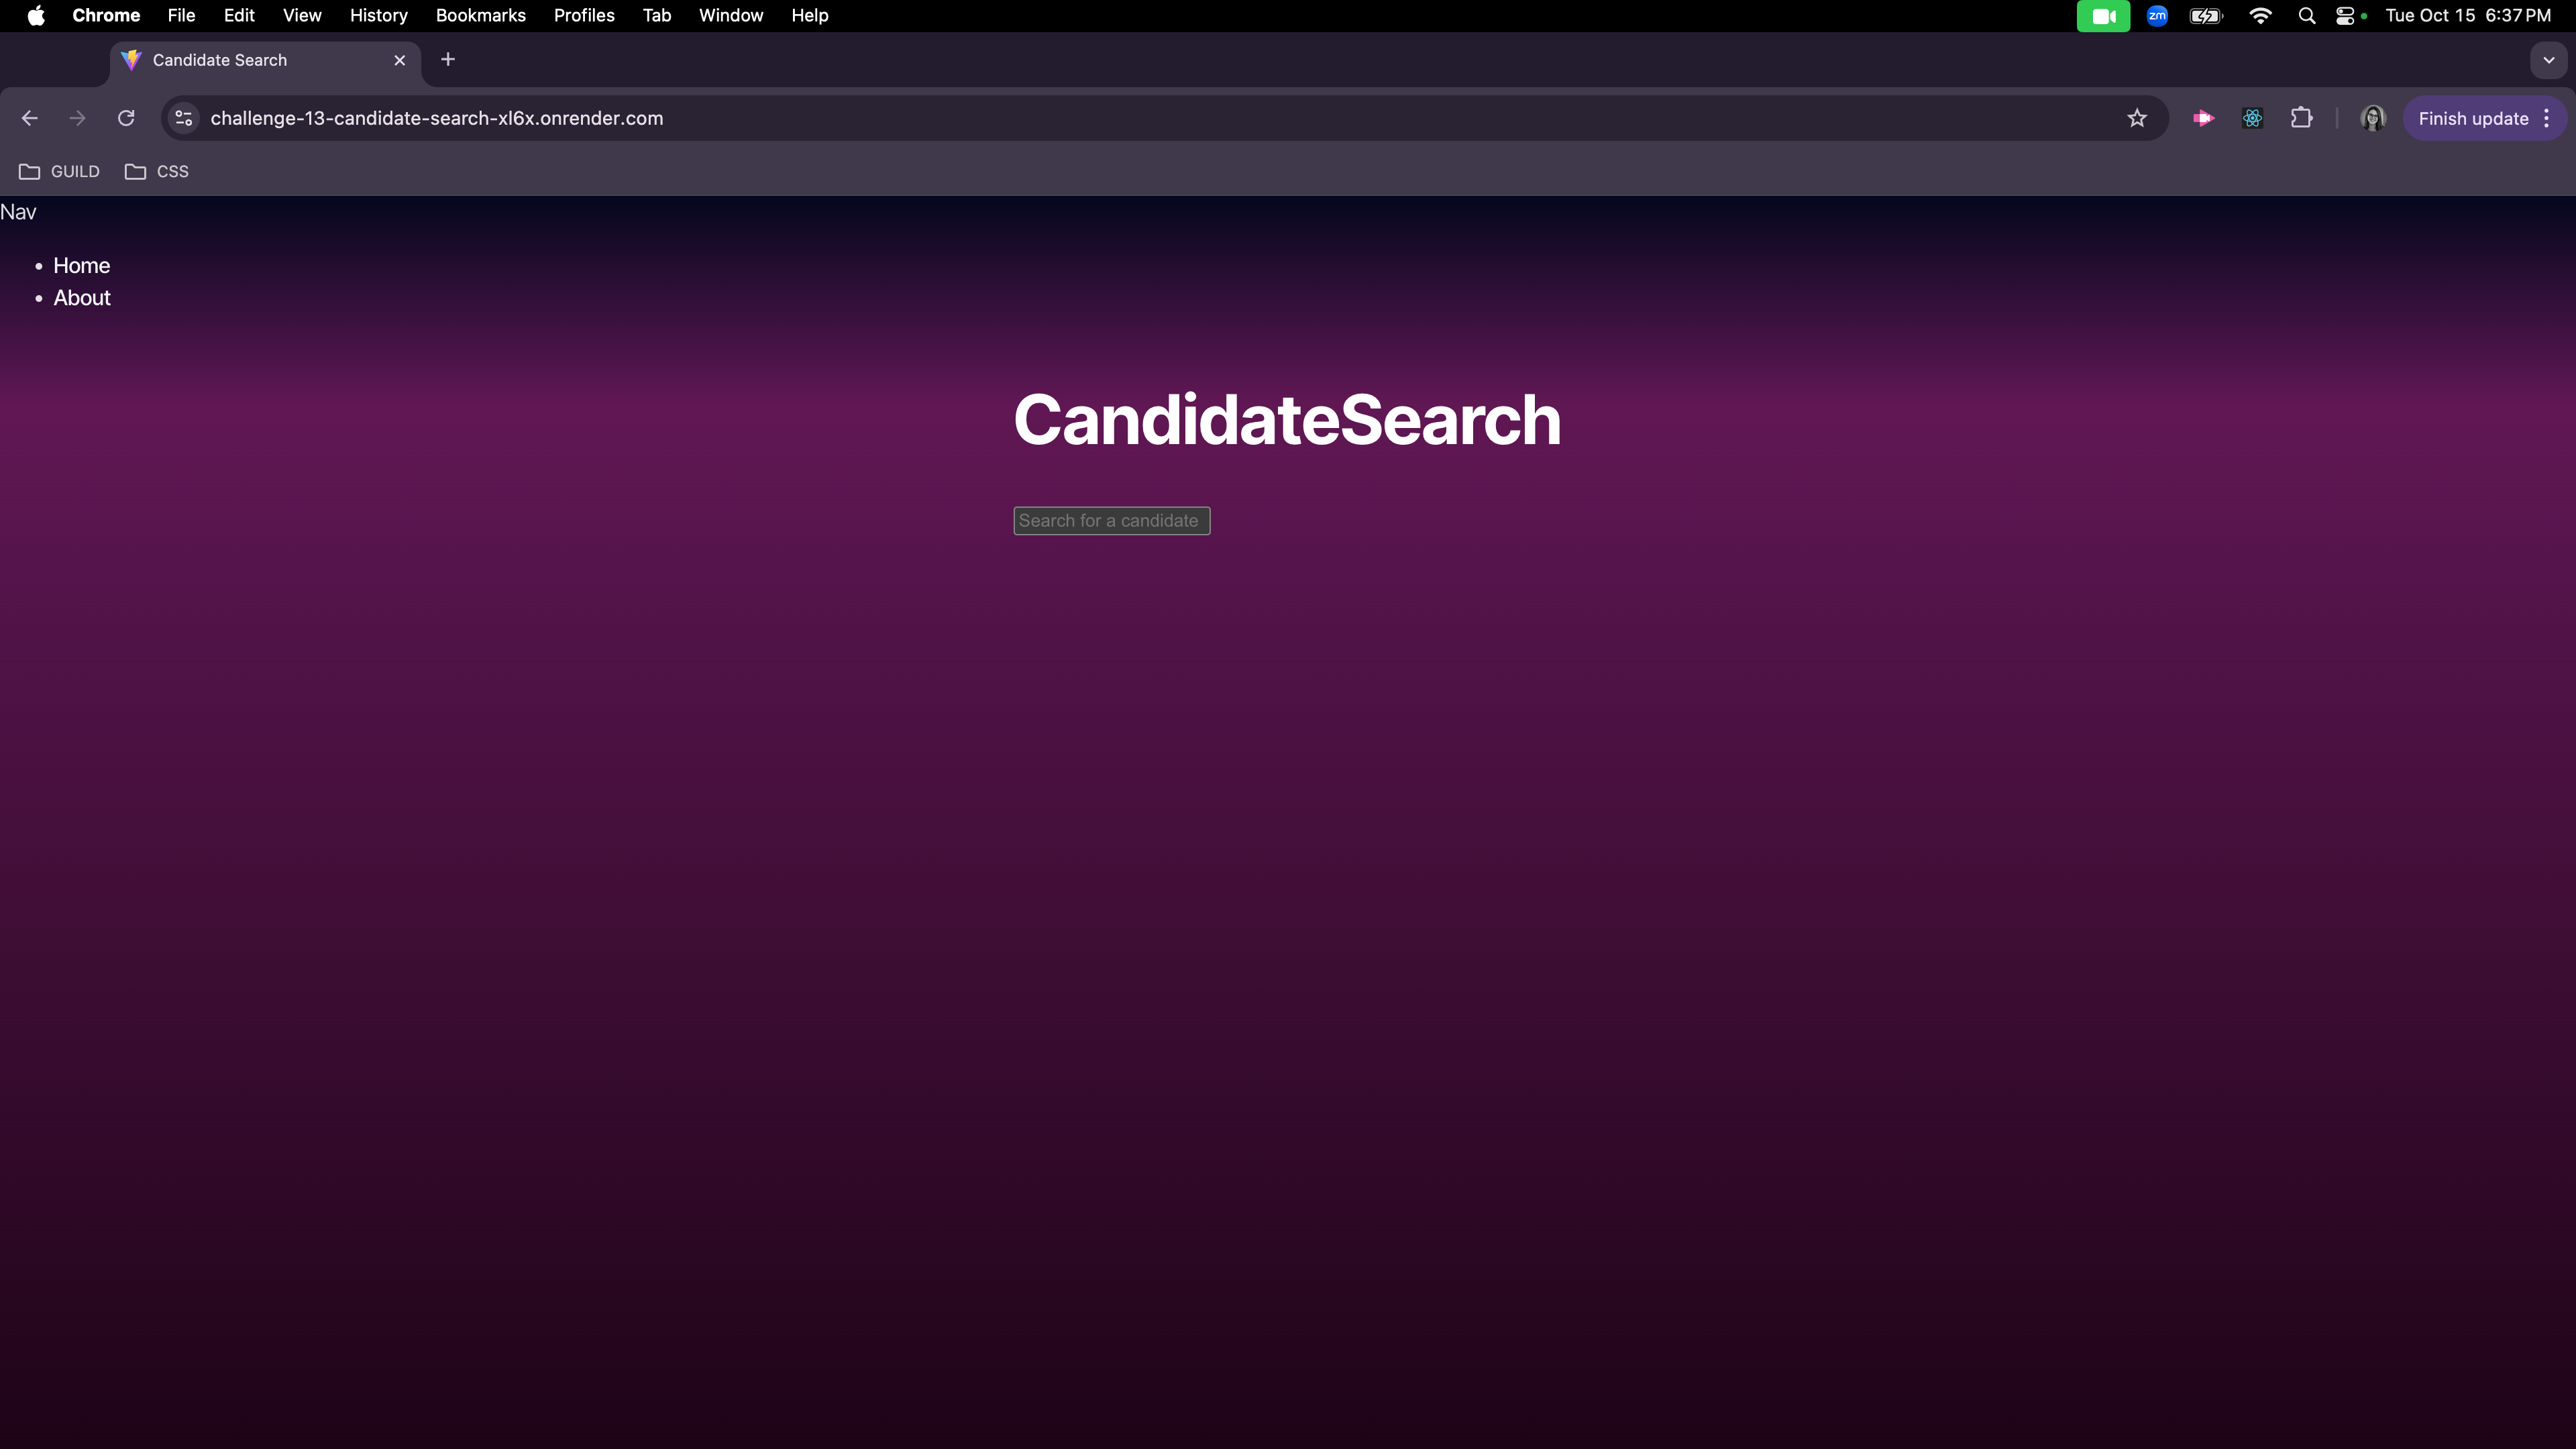 Chrome File Edit View History Bookmarks Profiles Tab Window Help zm Tue Oct 15 6:37 PM
Candidate Search
challenge-13-candidate-search-xl6x.onrender.com Finish update
GUILD CSS
Nav
• Home
• About
CandidateSearch
Search for a candidate